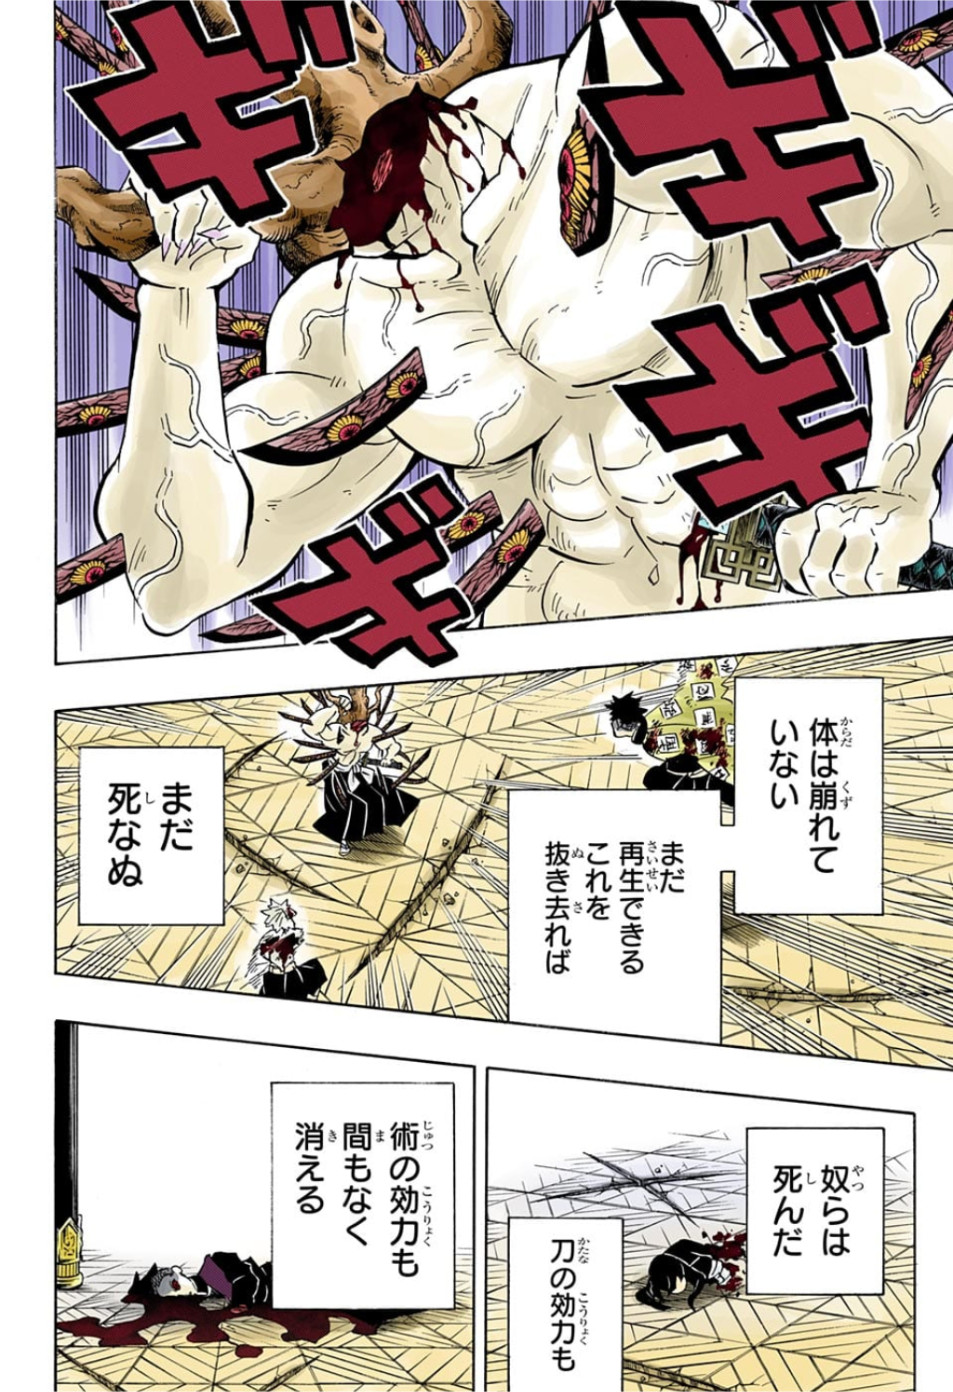 ギギ
ギギ
体は崩れて
いない
まだ
再生できる
これを
抜き去れば
まだ
死なぬ
奴らは
死んだ
刀の効力も
術の効力も
間もなく
消える